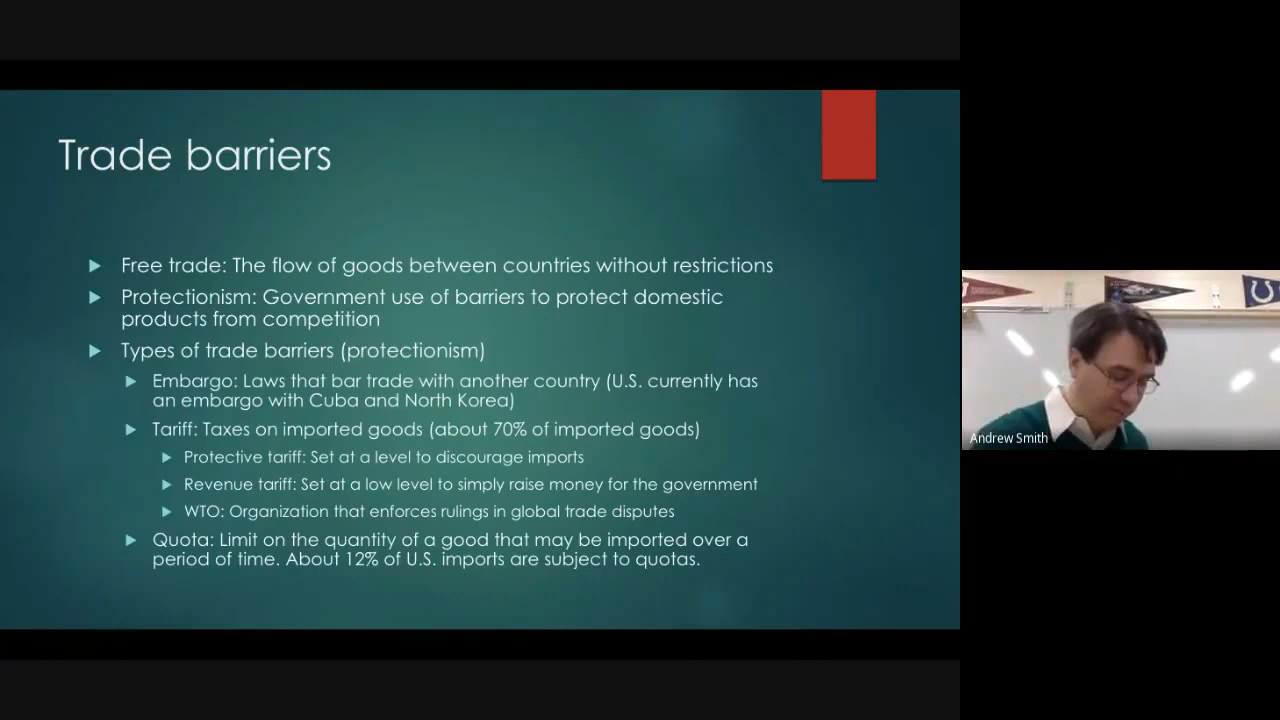 Trade barriers
Free trade: The flow of goods between countries without restrictions
Protectionism: Government use of barriers to protect domestic
products from competition
Types of trade barriers (protectionism)
Embargo: Laws that bar trade with another country (U.S. currently has
an embargo with Cuba and North Korea)
Tariff: Taxes on imported goods (about 70% of imported goods)
Protective tariff: Set at a level to discourage imports
Revenue tariff: Set at a low level to simply raise money for the government
WTO: Organization that enforces rulings in global trade disputes
Quota: Limit on the quantity of a good that may be imported over a
period of time. About 12% of U.S. imports are subject to quotas.
Andrew Smith